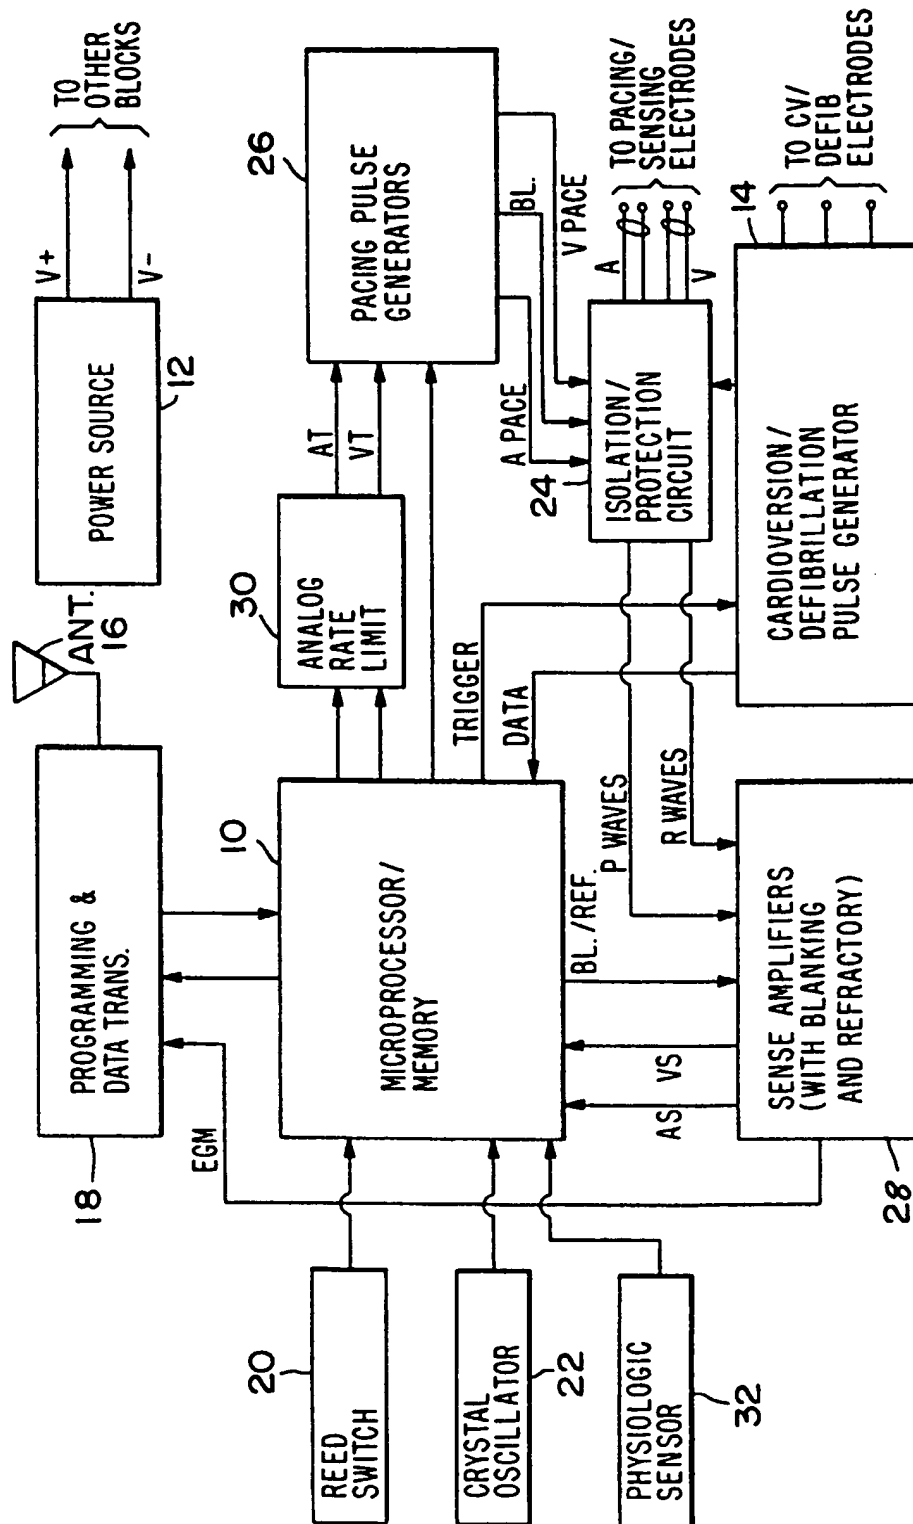 18
PROGRAMMING &
DATA TRANS.
ANT.
16
POWER SOURCE
12
V+
V-
TO
OTHER
BLOCKS
EGM
20
REED
SWITCH
10
MICROPROCESSOR/
MEMORY
30
ANALOG
RATE
LIMIT
AT
VT
26
PACING PULSE
GENERATORS
22
CRYSTAL
OSCILLATOR
TRIGGER
DATA
A PACE
BL.
V PACE
32
PHYSIOLOGIC
SENSOR
AS
VS
BL./REF.
P WAVES
R WAVES
24
ISOLATION/
PROTECTION
CIRCUIT
A
V
TO PACING/
SENSING
ELECTRODES
28
SENSE AMPLIFIERS
(WITH BLANKING
AND REFRACTORY)
14
CARDIOVERSION/
DEFIBRILLATION
PULSE GENERATOR
TO CV/
DEFIB
ELECTRODES